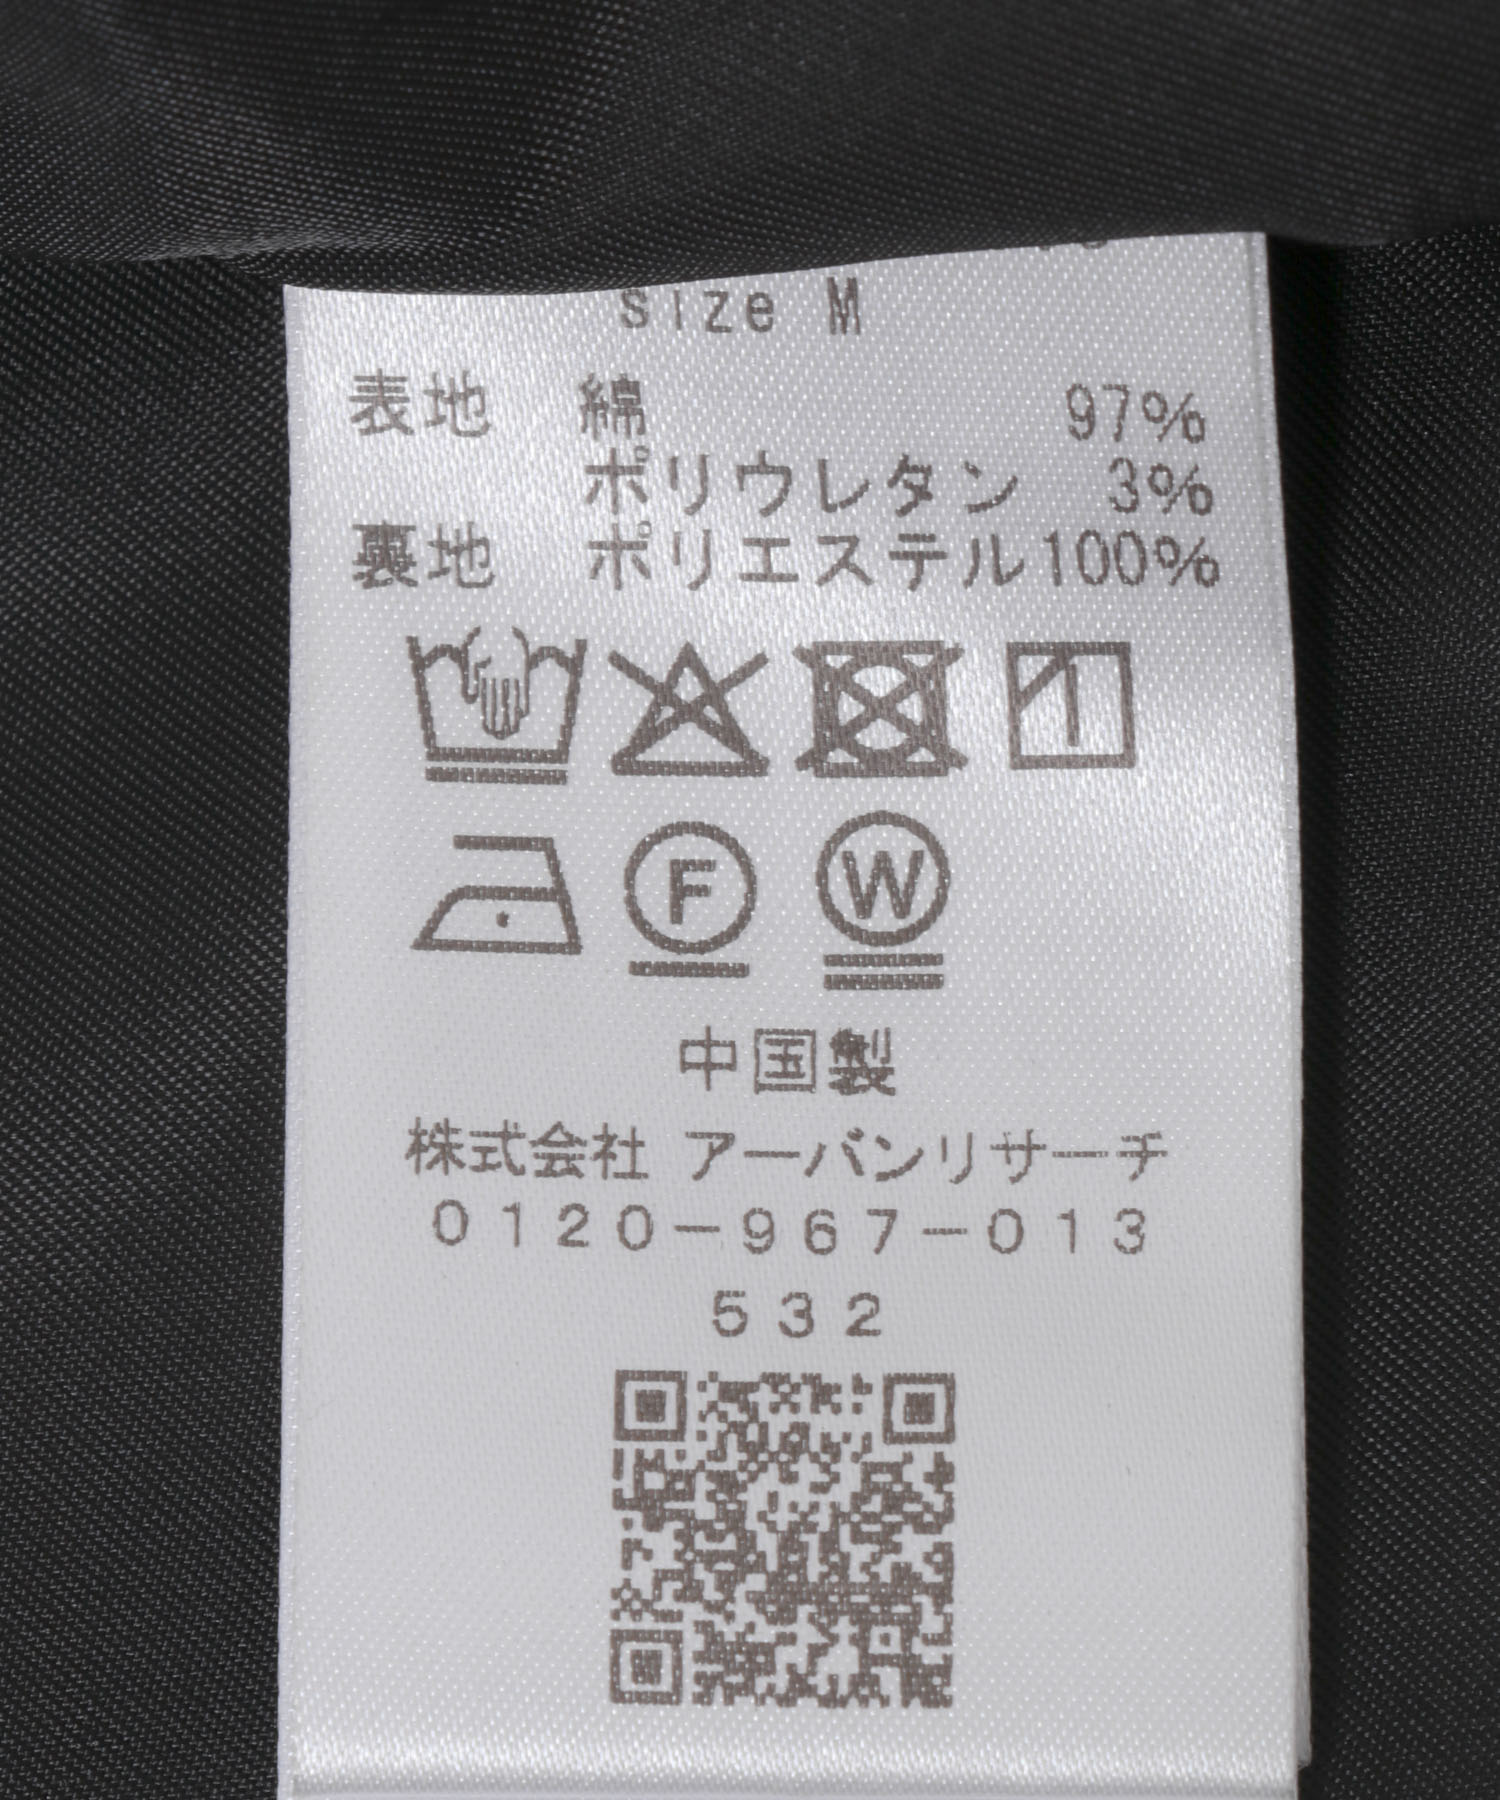 size M
表地 綿 97%
ポリウレタン 3%
裏地 ポリエステル100%
F
W
中国製
株式会社 アーバンリサーチ
0120-967-013
532